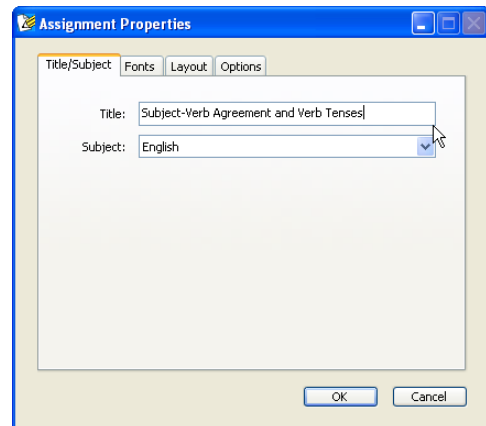 Assignment Properties
Title/Subject Fonts Layout Options
Title: Subject-Verb Agreement and Verb Tenses
Subject: English
OK Cancel